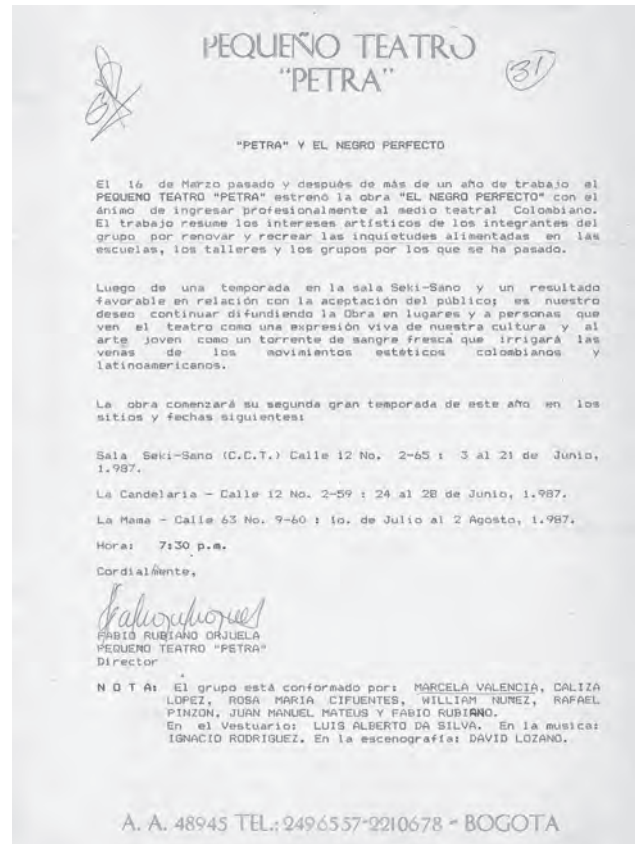 PEQUEÑO TEATRO
"PETRA"
31
"PETRA" Y EL NEGRO PERFECTO
El 16 de Marzo pasado y después de más de un año de trabajo el
PEQUENO TEATRO "PETRA" estrenó la obra "EL NEGRO PERFECTO" con el
ánimo de ingresar profesionalmente al medio teatral Colombiano.
El trabajo resume los intereses artísticos de los integrantes del
grupo por renovar y recrear las inquietudes alimentadas en las
escuelas, los talleres y los grupos por los que se ha pasado.
Luego de una temporada en la sala Seki-Sano y un resultado
favorable en relación con la aceptación del público; es nuestro
deseo continuar difundiendo la Obra en lugares y a personas que
ven el teatro como una expresión viva de nuestra cultura y al
arte joven como un torrente de sangre fresca que irrigará las
venas de los movimientos estéticos colombianos y
latinoamericanos.
La obra comenzará su segunda gran temporada de este año en los
sitios y fechas siguientes:
Sala Seki-Sano (C.C.T.) Calle 12 No. 2-65 : 3 al 21 de Junio,
1.987.
La Candelaria - Calle 12 No. 2-59 : 24 al 28 de Junio, 1.987.
La Mama - Calle 63 No. 9-60 : 1o. de Julio al 2 Agosto, 1.987.
Hora: 7:30 p.m.
Cordialmente,
FABIO RUBIANO ORJUELA
PEQUENO TEATRO "PETRA"
Director
N O T A: El grupo está conformado por: MARCELA VALENCIA, CALIZA
LOPEZ, ROSA MARIA CIFUENTES, WILLIAM NUNEZ, RAFAEL
PINZON, JUAN MANUEL MATEUS Y FABIO RUBIANO.
En el Vestuario: LUIS ALBERTO DA SILVA. En la musica:
IGNACIO RODRIGUEZ. En la escenografía: DAVID LOZANO.
A. A. 48945 TEL.: 2496557-2210678 - BOGOTA